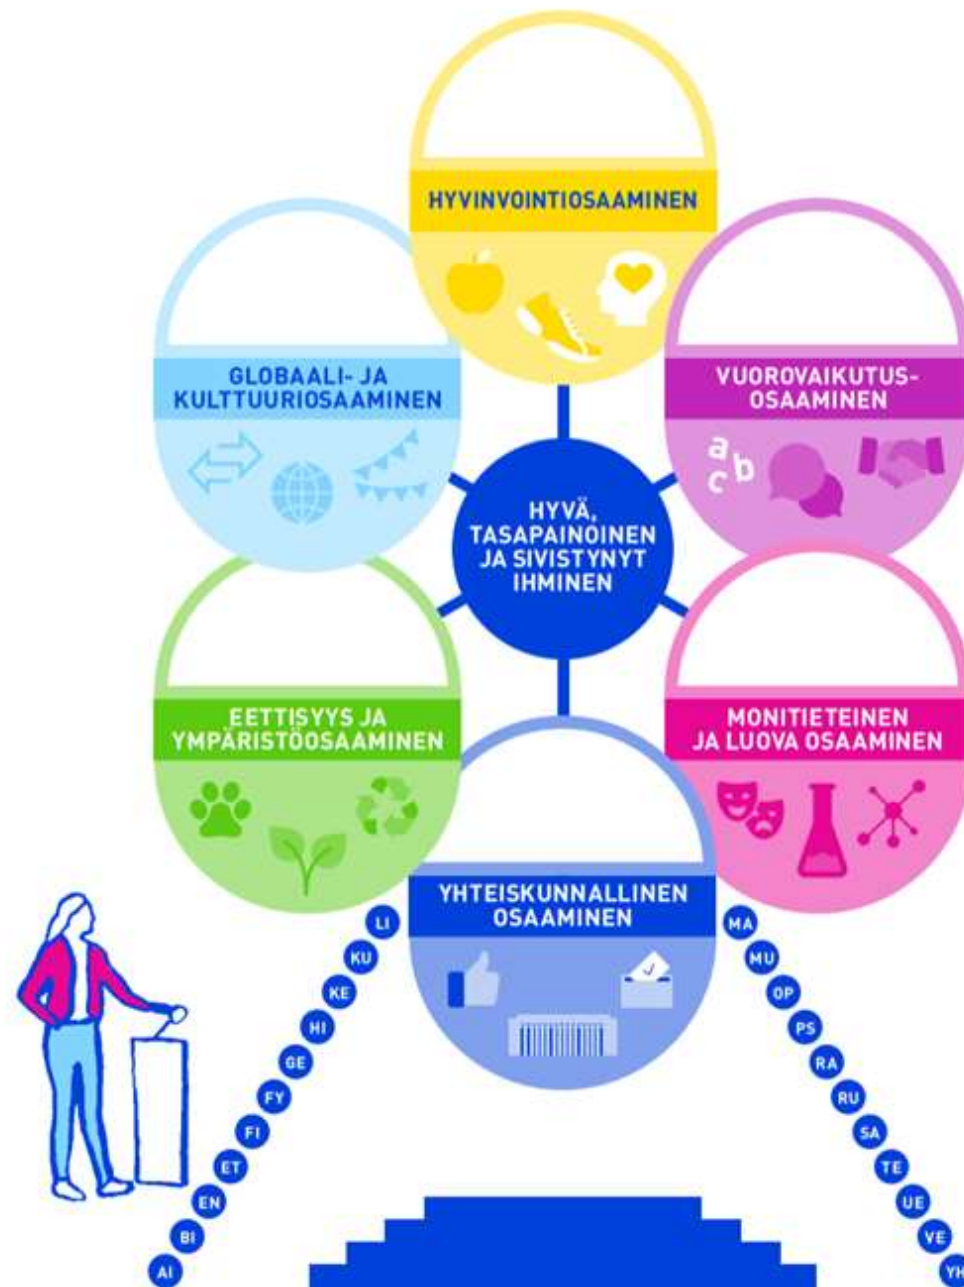 HYVINVOINTIOSAAMINEN
GLOBAALI- JA
KULTTUURIOSAAMINEN
VUOROVAIKUTUS-
OSAAMINEN
a
b
c
HYVÄ,
TASAPAINOINEN
JA SIVISTYNYT
IHMINEN
EETTISYYS JA
YMPÄRISTÖOSAAMINEN
MONITIETEINEN
JA LUOVA OSAAMINEN
YHTEISKUNNALLINEN
OSAAMINEN
LI
KU
KE
HI
GE
FY
FI
ET
EN
BI
AI
MA
MU
OP
PS
RA
RU
SA
TE
UE
VE
YH